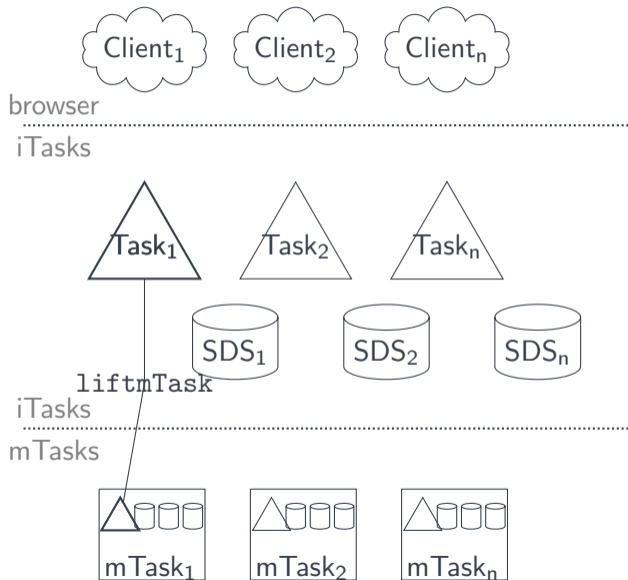 Client₁ Client₂ Clientₙ
browser
iTasks
Task₁ Task₂ Taskₙ
SDS₁ SDS₂ SDSₙ
liftmTask
iTasks
mTasks
mTask₁ mTask₂ mTaskₙ